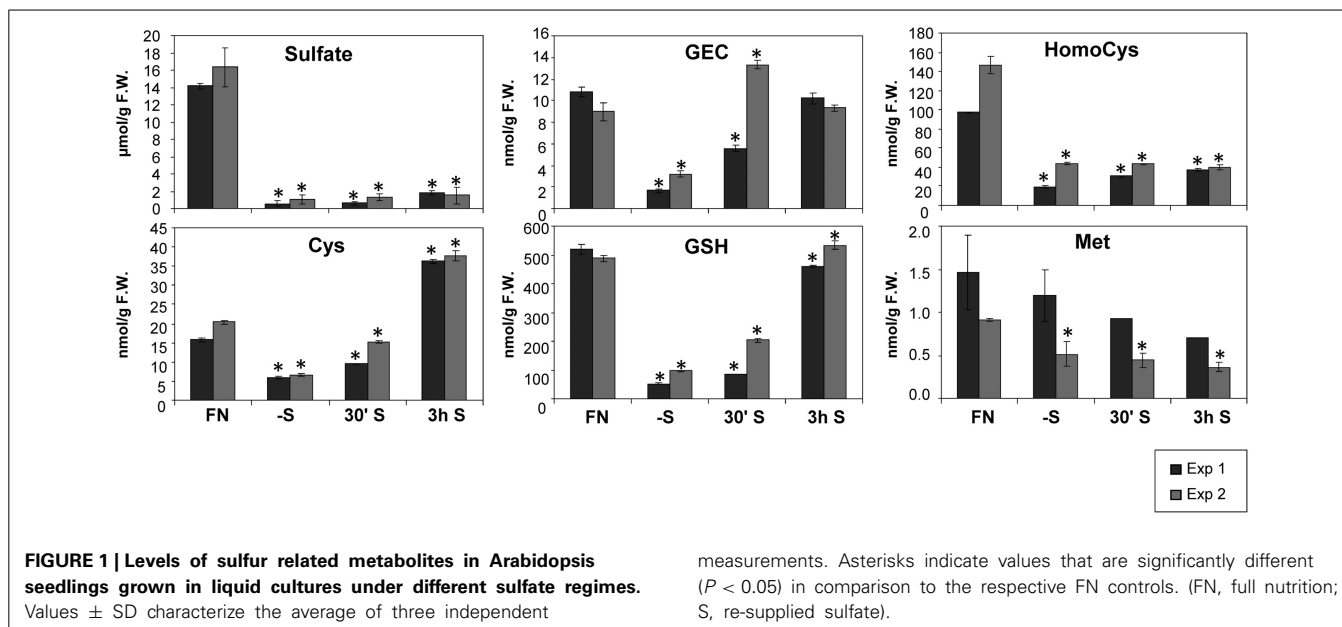 Sulfate
20
18
16
14
12
10
8
6
4
2
0
µmol/g F.W.
* * * * * *
GEC
16
14
12
10
8
6
4
2
0
nmol/g F.W.
* * * *
HomoCys
180
160
140
120
100
80
60
40
20
0
nmol/g F.W.
* * * * * *
Cys
45
40
35
30
25
20
15
10
5
0
nmol/g F.W.
* * * * * *
FN -S 30' S 3h S
GSH
600
500
400
300
200
100
0
nmol/g F.W.
* * * * * *
FN -S 30' S 3h S
Met
2.0
1.5
1.0
0.5
0.0
nmol/g F.W.
* * *
FN -S 30' S 3h S
Exp 1
Exp 2
FIGURE 1 | Levels of sulfur related metabolites in Arabidopsis
seedlings grown in liquid cultures under different sulfate regimes.
Values ± SD characterize the average of three independent
measurements. Asterisks indicate values that are significantly different
(P < 0.05) in comparison to the respective FN controls. (FN, full nutrition;
S, re-supplied sulfate).